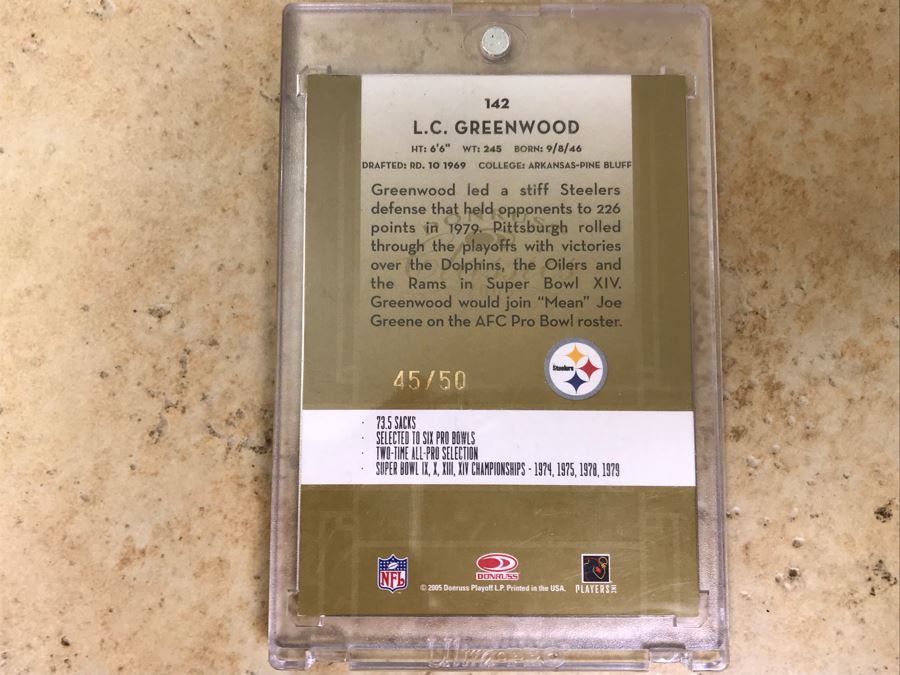 142
L.C. GREENWOOD
HT: 6'6" WT: 245 BORN: 9/8/46
DRAFTED: RD. 10 1969 COLLEGE: ARKANSAS-PINE BLUFF
Greenwood led a stiff Steelers
defense that held opponents to 226
points in 1979. Pittsburgh rolled
through the playoffs with victories
over the Dolphins, the Oilers and
the Rams in Super Bowl XIV.
Greenwood would join “Mean” Joe
Greene on the AFC Pro Bowl roster.
DONRUSS
Steelers
45/50
· 73.5 SACKS
· SELECTED TO SIX PRO BOWLS
· TWO-TIME ALL-PRO SELECTION
· SUPER BOWL IX, X, XIII, XIV CHAMPIONSHIPS - 1974, 1975, 1978, 1979
NFL
DONRUSS
© 2005 Donruss Playoff L.P. Printed in the USA.
PLAYERS INC
Ultra PRO